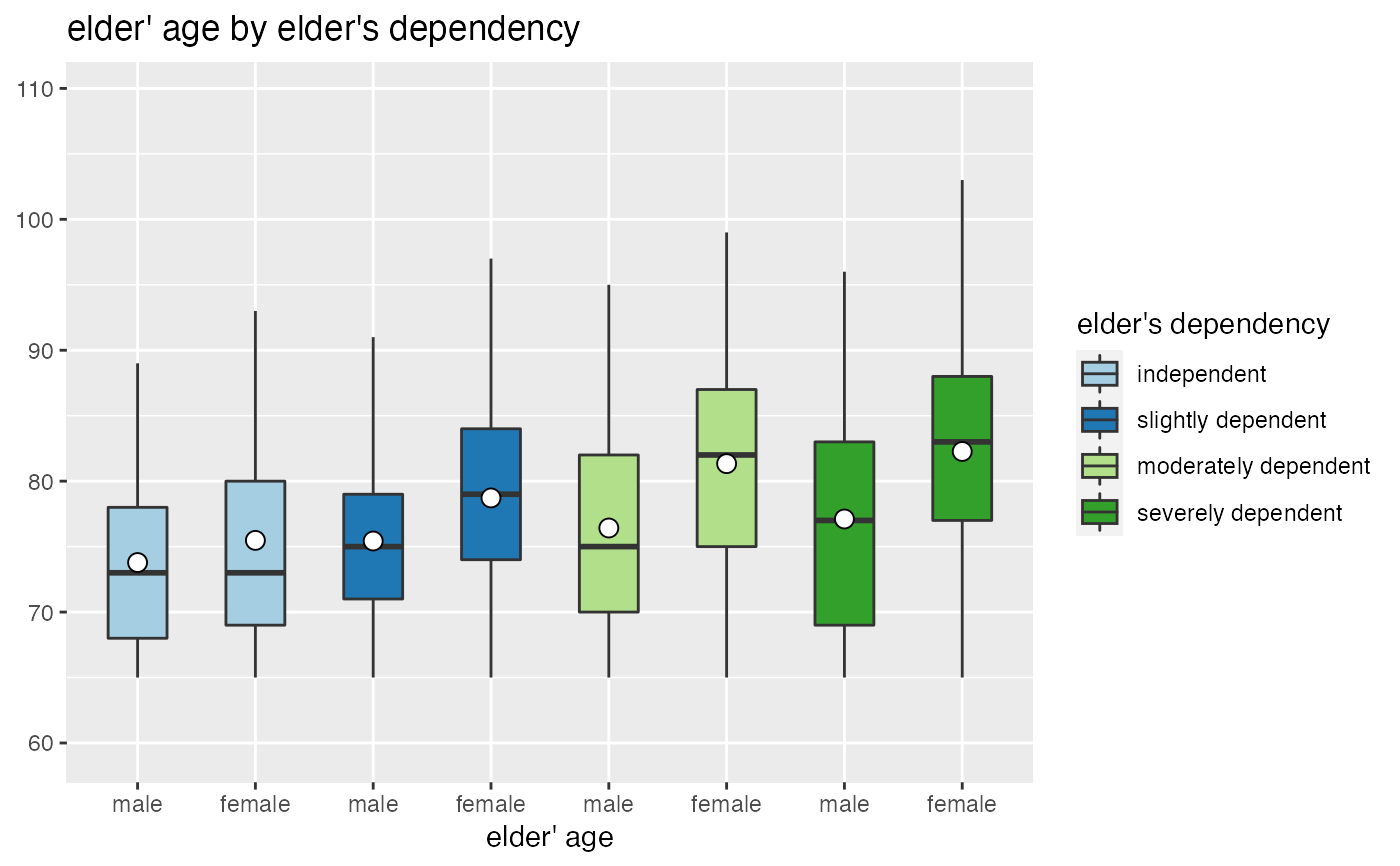 elder' age by elder's dependency
110
100
90
80
70
60
male female male female male female male female
elder' age
elder's dependency
independent
slightly dependent
moderately dependent
severely dependent